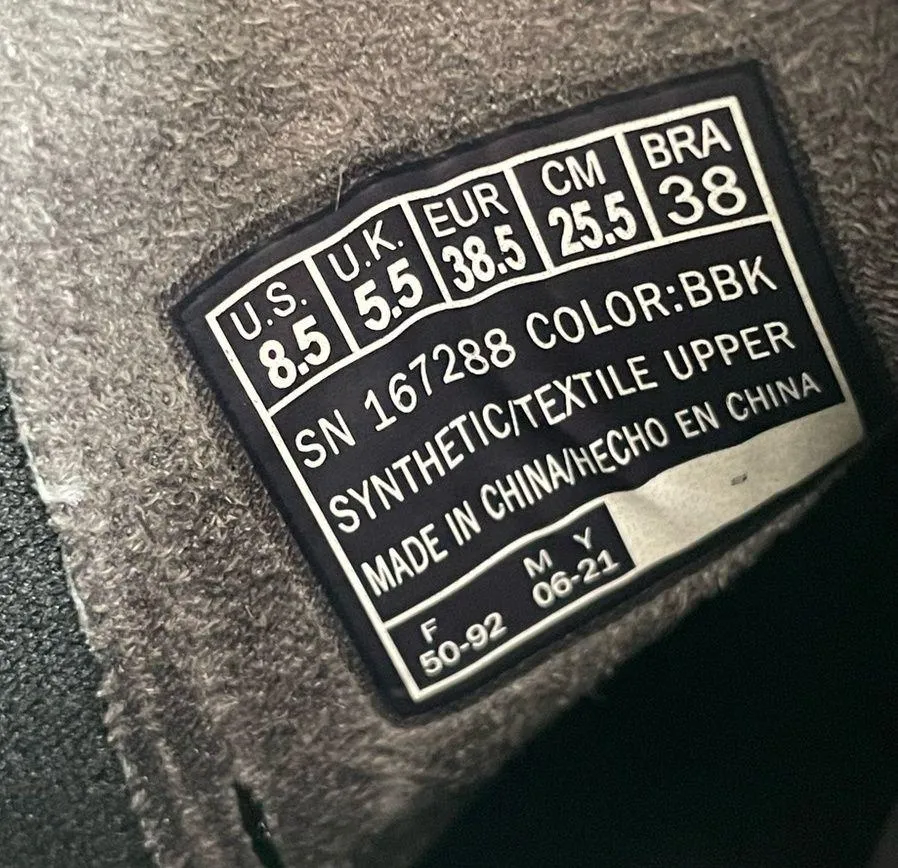 U.S. U.K. EUR CM BRA
8.5 5.5 38.5 25.5 38
SN 167288 COLOR:BBK
SYNTHETIC/TEXTILE UPPER
MADE IN CHINA/HECHO EN CHINA
F M Y
50-92 06-21